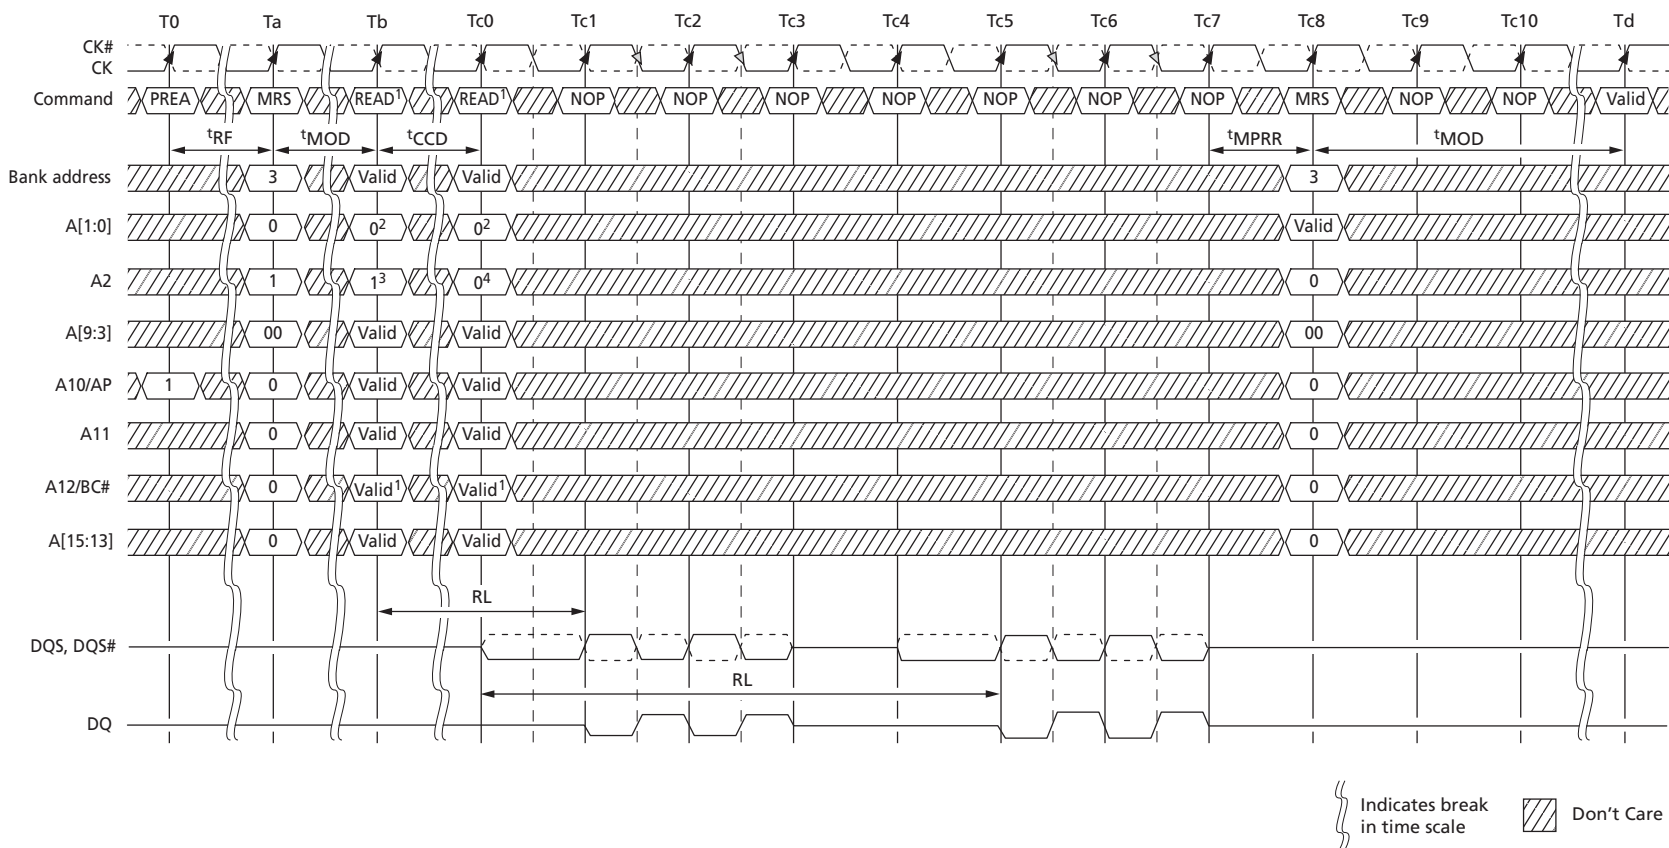 T0 Ta Tb Tc0 Tc1 Tc2 Tc3 Tc4 Tc5 Tc6 Tc7 Tc8 Tc9 Tc10 Td
CK#
CK
Command PREA MRS READ¹ READ¹ NOP NOP NOP NOP NOP NOP NOP MRS NOP NOP Valid
tRF tMOD tCCD tMPRR tMOD
Bank address 3 Valid Valid 3
A[1:0] 0 0² 0² Valid
A2 1 1³ 0⁴ 0
A[9:3] 00 Valid Valid 00
A10/AP 1 0 Valid Valid 0
A11 0 Valid Valid 0
A12/BC# 0 Valid¹ Valid¹ 0
A[15:13] 0 Valid Valid 0
RL
DQS, DQS#
RL
DQ
Indicates break
in time scale
Don't Care